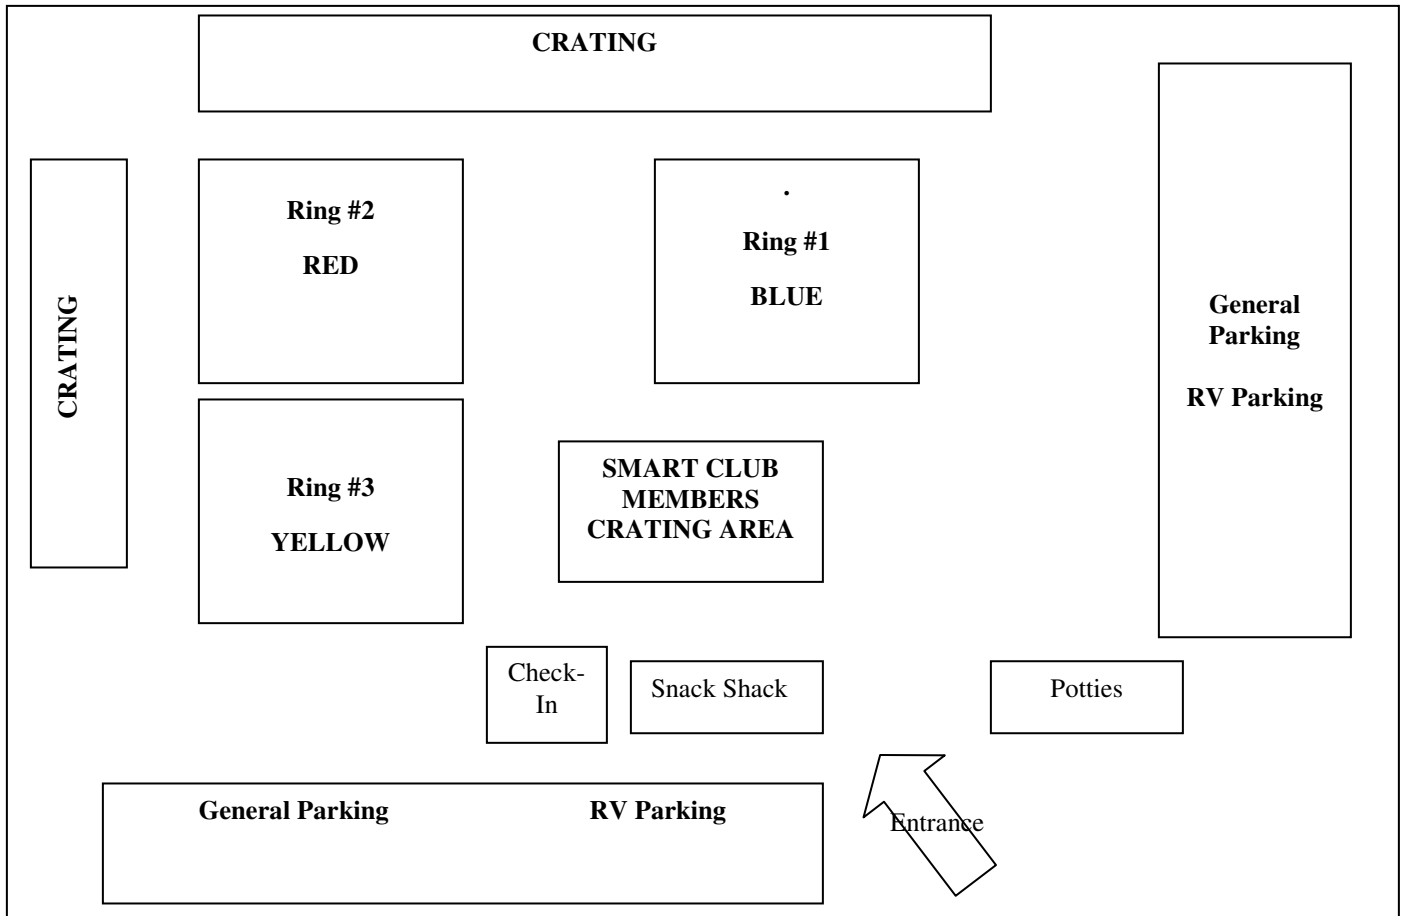 CRATING
CRATING
Ring #2
RED
.
Ring #1
BLUE
General
Parking
RV Parking
Ring #3
YELLOW
SMART CLUB
MEMBERS
CRATING AREA
Check-
In
Snack Shack
Potties
General Parking
RV Parking
Entrance